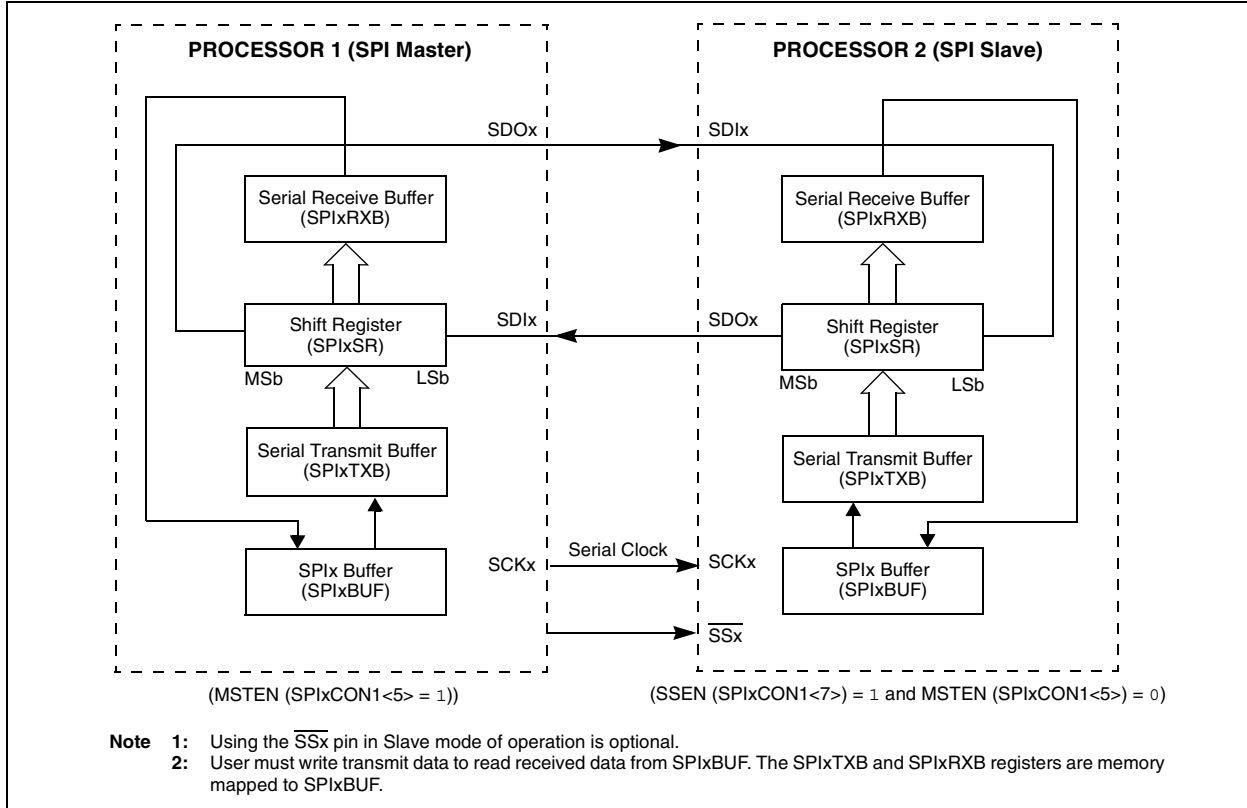 PROCESSOR 1 (SPI Master)
PROCESSOR 2 (SPI Slave)
SDOx
SDIx
Serial Receive Buffer
(SPIxRXB)
Serial Receive Buffer
(SPIxRXB)
Shift Register
(SPIxSR)
SDIx
SDOx
Shift Register
(SPIxSR)
MSb
LSb
MSb
LSb
Serial Transmit Buffer
(SPIxTXB)
Serial Transmit Buffer
(SPIxTXB)
SPIx Buffer
(SPIxBUF)
SCKx
Serial Clock
SCKx
SPIx Buffer
(SPIxBUF)
SSx
(MSTEN (SPIxCON1<5> = 1))
(SSEN (SPIxCON1<7>) = 1 and MSTEN (SPIxCON1<5>) = 0)
Note 1: Using the SSx pin in Slave mode of operation is optional.
2: User must write transmit data to read received data from SPIxBUF. The SPIxTXB and SPIxRXB registers are memory
mapped to SPIxBUF.